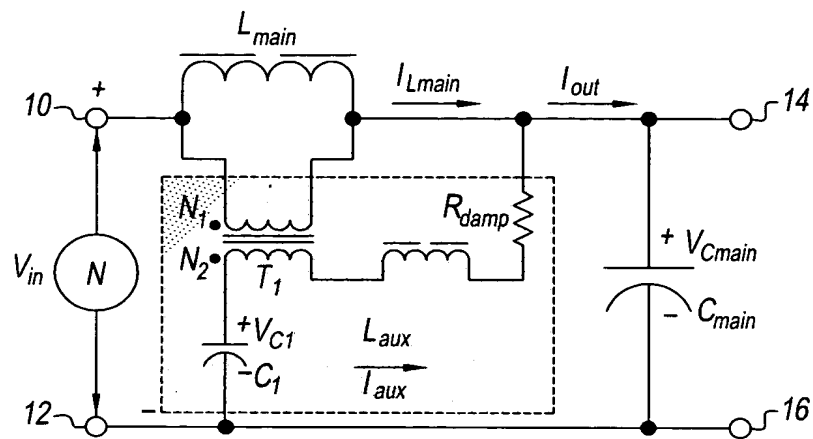 L_main
I_Lmain I_out
10 + 14
N_1 R_damp
N_2 T_1
V_in N + V_Cmain
− C_main
+ V_C1 L_aux
− C_1 I_aux
12 − 16